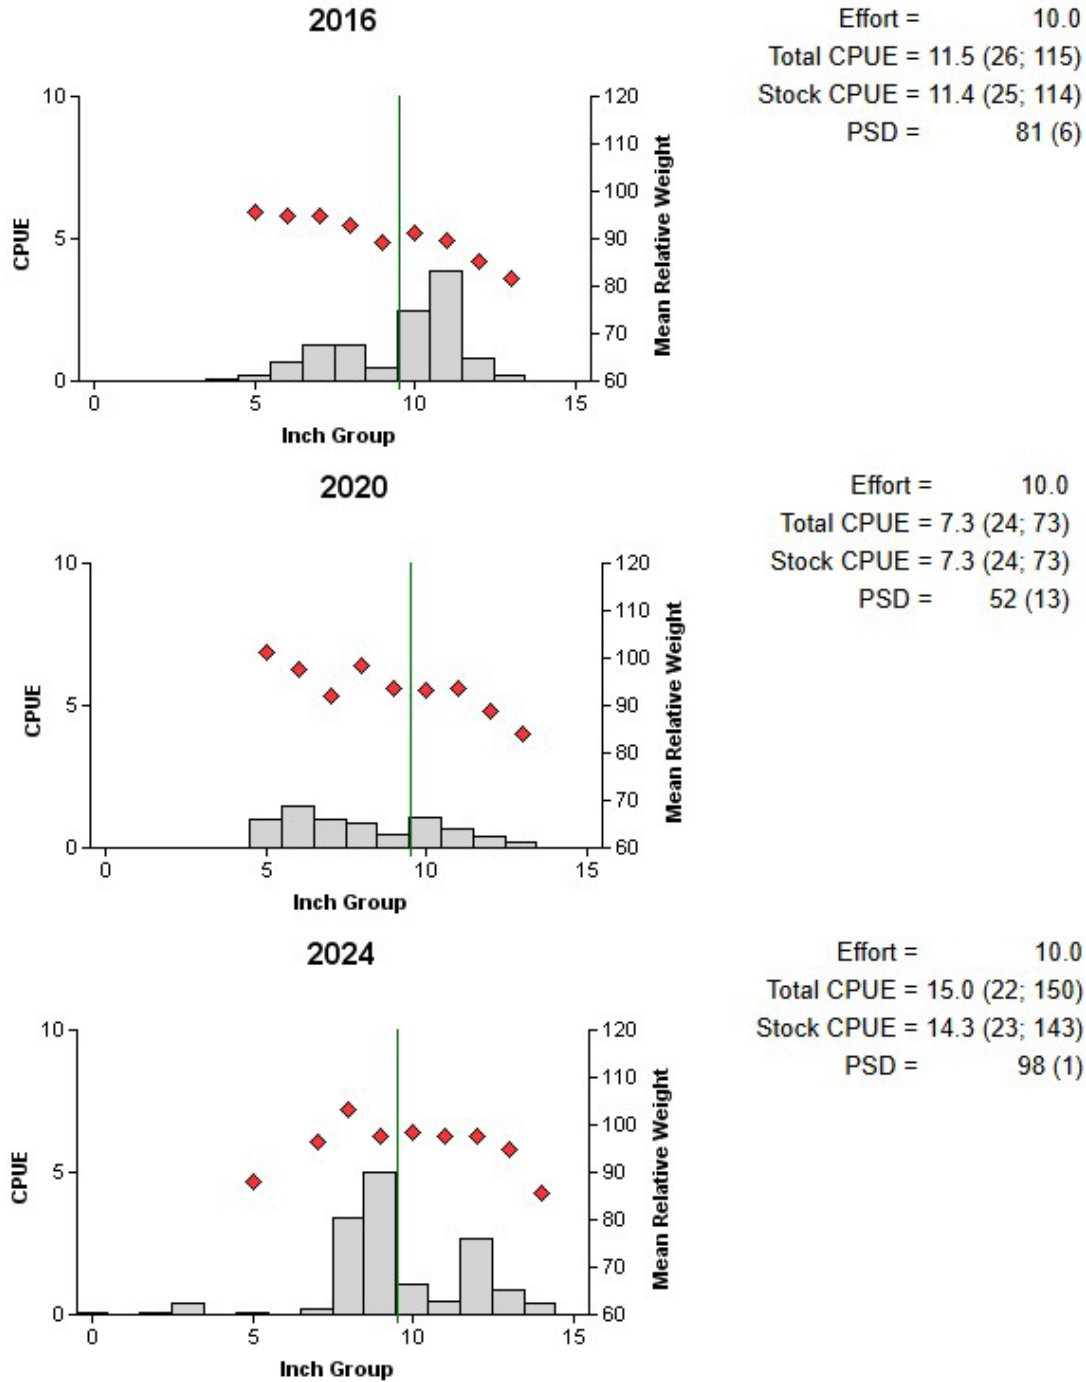 2016
Effort = 10.0
Total CPUE = 11.5 (26; 115)
Stock CPUE = 11.4 (25; 114)
PSD = 81 (6)
10
5
0
CPUE
120
110
100
90
80
70
60
Mean Relative Weight
0 5 10 15
Inch Group
2020
Effort = 10.0
Total CPUE = 7.3 (24; 73)
Stock CPUE = 7.3 (24; 73)
PSD = 52 (13)
10
5
0
CPUE
120
110
100
90
80
70
60
Mean Relative Weight
0 5 10 15
Inch Group
2024
Effort = 10.0
Total CPUE = 15.0 (22; 150)
Stock CPUE = 14.3 (23; 143)
PSD = 98 (1)
10
5
0
CPUE
120
110
100
90
80
70
60
Mean Relative Weight
0 5 10 15
Inch Group